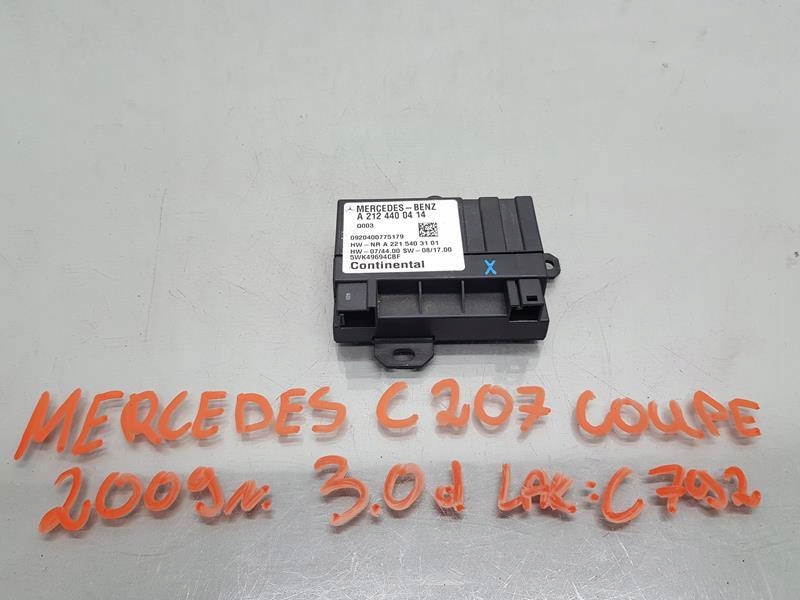 MERCEDES-BENZ
A 212 440 04 14
Q003
0920400775179
HW-NR A 221 540 31 01
HW-07/44.00 SW-08/17.00
5WK49694CBF
Continental
X
MERCEDES C207 COUPE
2009r. 3.0d LAK:C792